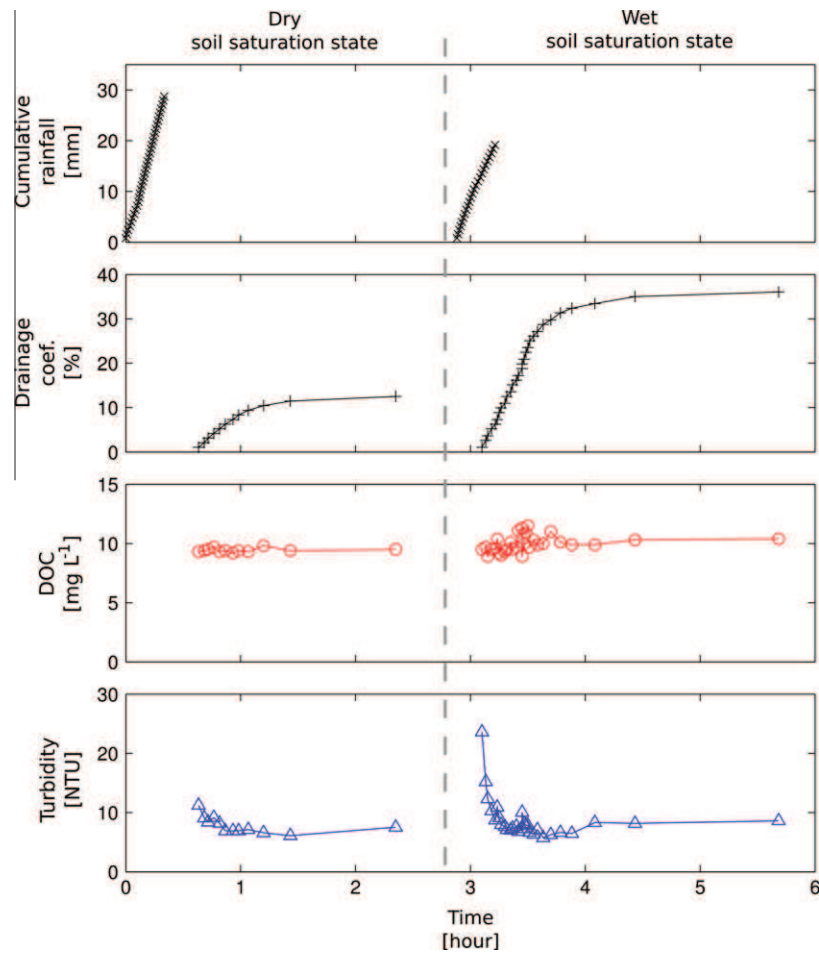 Dry
soil saturation state
Wet
soil saturation state
Cumulative
rainfall
[mm]
30
20
10
0
Drainage
coef.
[%]
40
30
20
10
0
DOC
[mg L-1]
15
10
5
0
Turbidity
[NTU]
30
20
10
0
0 1 2 3 4 5 6
Time
[hour]